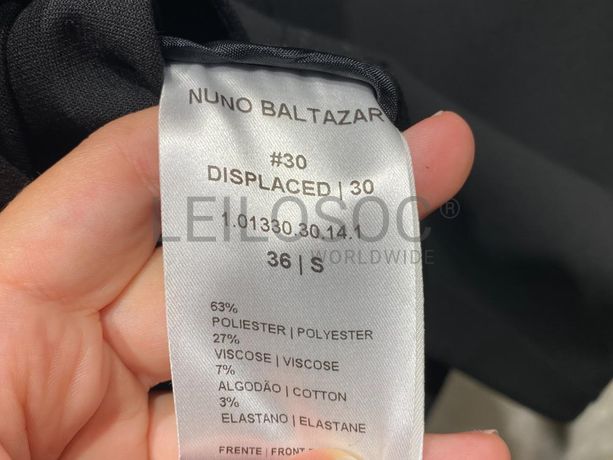 NUNO BALTAZAR
#30
DISPLACED | 30
1.01330.30.14.1
LEILOSOC®
WORLDWIDE
36 | S
63%
POLIESTER | POLYESTER
27%
VISCOSE | VISCOSE
7%
ALGODÃO | COTTON
3%
ELASTANO | ELASTANE
FRENTE | FRONT